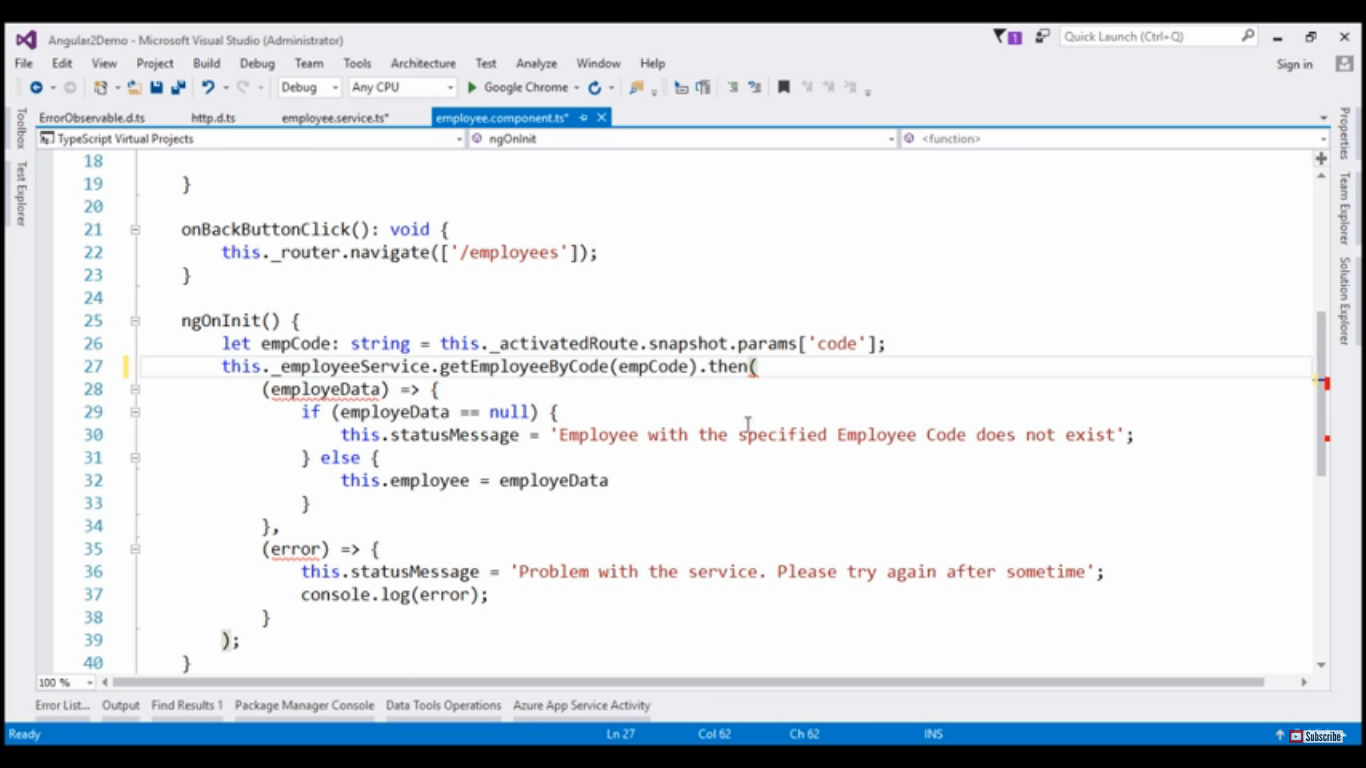 Angular2Demo - Microsoft Visual Studio (Administrator)
1
Quick Launch (Ctrl+Q)
File Edit View Project Build Debug Team Tools Architecture Test Analyze Window Help
Sign in
Debug Any CPU Google Chrome
Toolbox
Test Explorer
ErrorObservable.d.ts http.d.ts employee.service.ts* employee.component.ts*
TypeScript Virtual Projects ngOnInit <function>
18
19 }
20
21 onBackButtonClick(): void {
22 this._router.navigate(['/employees']);
23 }
24
25 ngOnInit() {
26 let empCode: string = this._activatedRoute.snapshot.params['code'];
27 this._employeeService.getEmployeeByCode(empCode).then(
28 (employeData) => {
29 if (employeData == null) {
30 this.statusMessage = 'Employee with the specified Employee Code does not exist';
31 } else {
32 this.employee = employeData
33 }
34 },
35 (error) => {
36 this.statusMessage = 'Problem with the service. Please try again after sometime';
37 console.log(error);
38 }
39 );
40 }
Properties
Team Explorer
Solution Explorer
100 %
Error List... Output Find Results 1 Package Manager Console Data Tools Operations Azure App Service Activity
Ready Ln 27 Col 62 Ch 62 INS
Subscribe